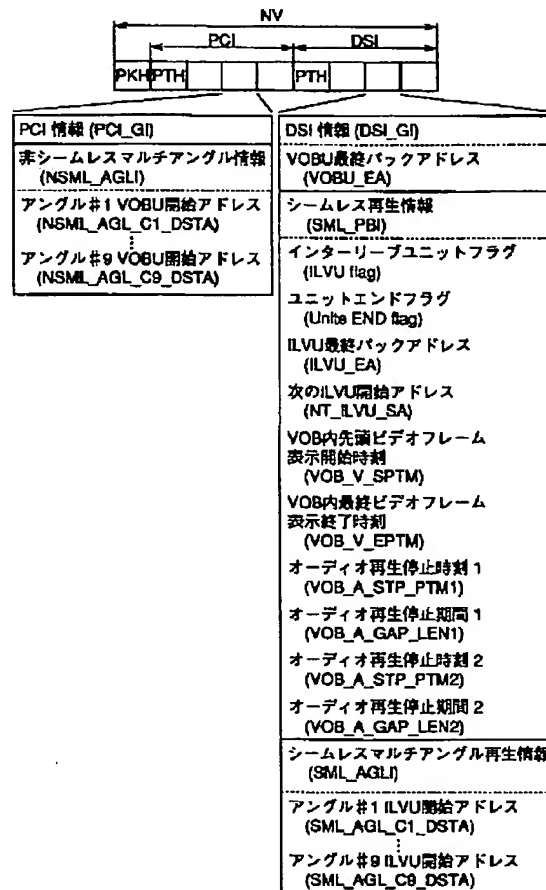 NV
PCI
DSI
PKH PTH PTH
PCI 情報 (PCI_GI)
非シームレスマルチアングル情報
(NSML_AGLI)
アングル#1 VOBU開始アドレス
(NSML_AGL_C1_DSTA)
アングル#9 VOBU開始アドレス
(NSML_AGL_C9_DSTA)
DSI 情報 (DSI_GI)
VOBU最終パックアドレス
(VOBU_EA)
シームレス再生情報
(SML_PBI)
インターリーブユニットフラグ
(ILVU flag)
ユニットエンドフラグ
(Unite END flag)
ILVU最終パックアドレス
(ILVU_EA)
次のILVU開始アドレス
(NT_ILVU_SA)
VOB内先頭ビデオフレーム
表示開始時刻
(VOB_V_SPTM)
VOB内最終ビデオフレーム
表示終了時刻
(VOB_V_EPTM)
オーディオ再生停止時刻 1
(VOB_A_STP_PTM1)
オーディオ再生停止期間 1
(VOB_A_GAP_LEN1)
オーディオ再生停止時刻 2
(VOB_A_STP_PTM2)
オーディオ再生停止期間 2
(VOB_A_GAP_LEN2)
シームレスマルチアングル再生情報
(SML_AGLI)
アングル#1 ILVU開始アドレス
(SML_AGL_C1_DSTA)
アングル#9 ILVU開始アドレス
(SML_AGL_C9_DSTA)